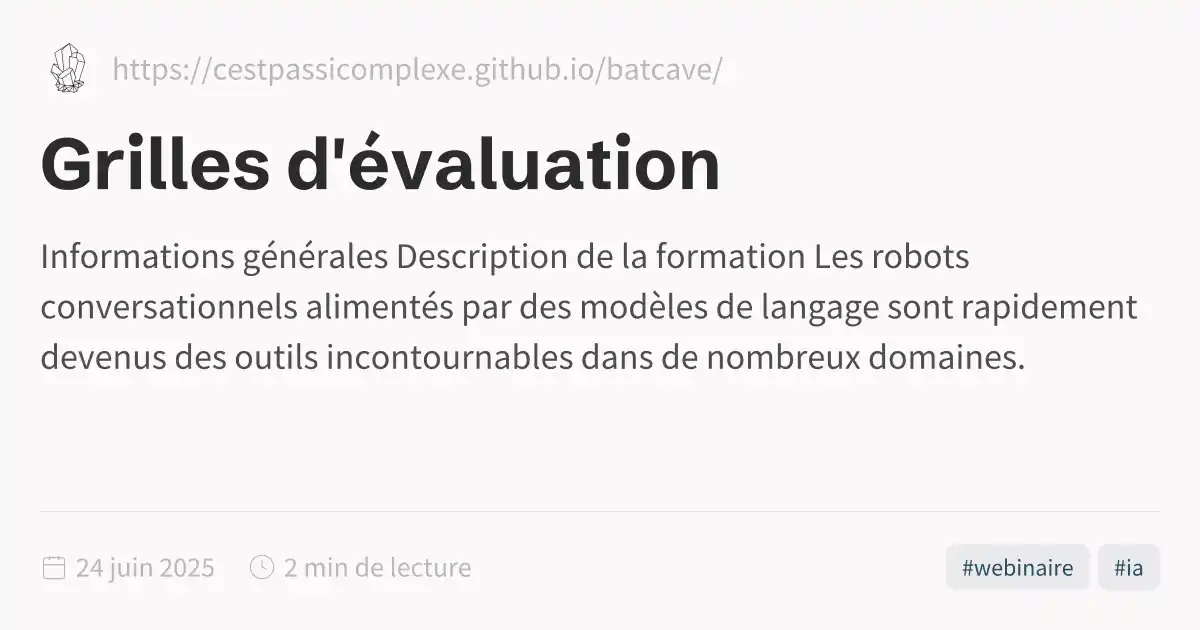 https://cestpassicomplexe.github.io/batcave/
Grilles d'évaluation
Informations générales Description de la formation Les robots
conversationnels alimentés par des modèles de langage sont rapidement
devenus des outils incontournables dans de nombreux domaines.
24 juin 2025 2 min de lecture #webinaire #ia